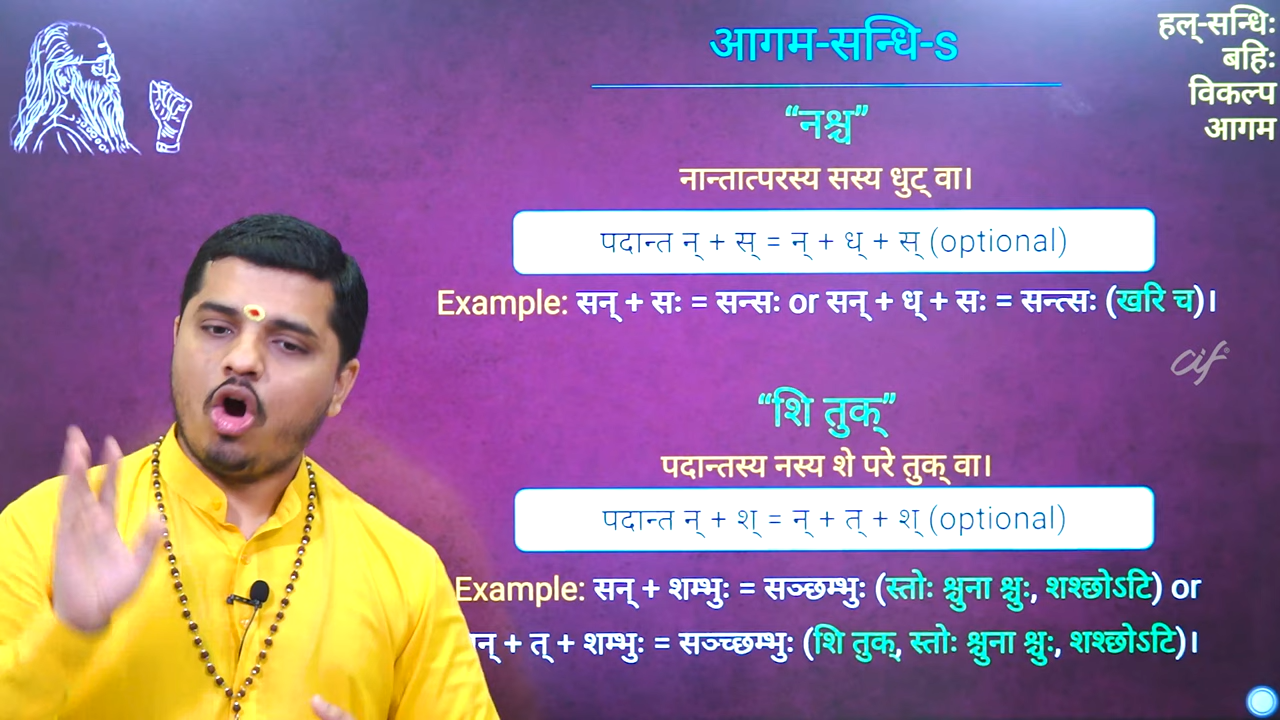 आगम-सन्धि-s
हल्-सन्धिः
बहिः
विकल्प
आगम
“नश्च”
नान्तात्परस्य सस्य धुट् वा।
पदान्त न् + स् = न् + ध् + स् (optional)
Example: सन् + सः = सन्सः or सन् + ध् + सः = सन्त्सः (खरि च)।
cif
“शि तुक्”
पदान्तस्य नस्य शे परे तुक् वा।
पदान्त न् + श् = न् + त् + श् (optional)
Example: सन् + शम्भुः = सञ्छम्भुः (स्तोः श्चुना श्चुः, शश्छोऽटि) or
न् + त् + शम्भुः = सञ्च्छम्भुः (शि तुक्, स्तोः श्चुना श्चुः, शश्छोऽटि)।